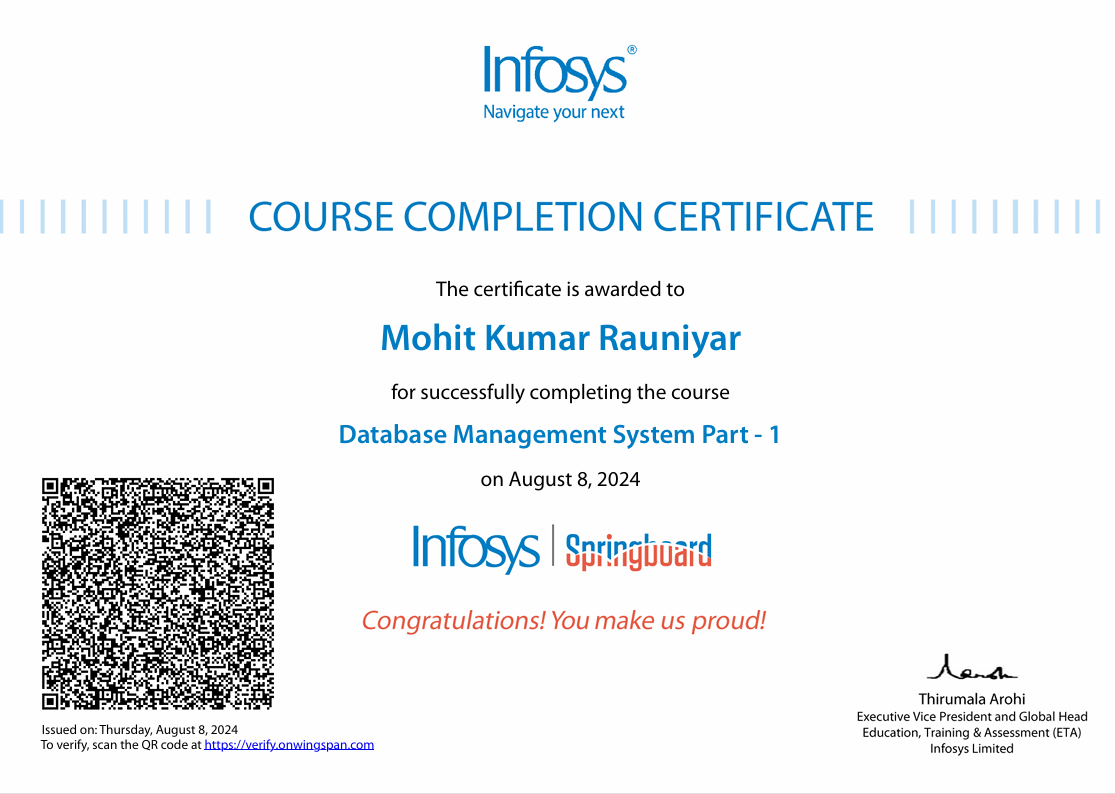 Infosys®
Navigate your next
COURSE COMPLETION CERTIFICATE
The certificate is awarded to
Mohit Kumar Rauniyar
for successfully completing the course
Database Management System Part - 1
on August 8, 2024
Infosys | Springboard
Congratulations! You make us proud!
Issued on: Thursday, August 8, 2024
To verify, scan the QR code at https://verify.onwingspan.com
Thirumala Arohi
Executive Vice President and Global Head
Education, Training & Assessment (ETA)
Infosys Limited